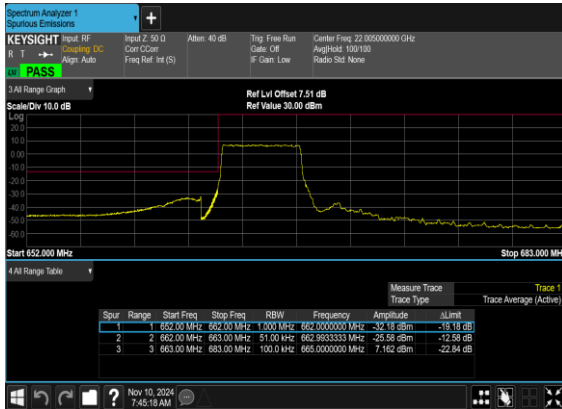 Spectrum Analyzer 1
Spurious Emissions
KEYSIGHT Input: RF Input Z: 50 Ω Atten: 40 dB Trig: Free Run Center Freq: 22.005000000 GHz
R T Coupling: DC Corr CCorr Gate: Off Avg|Hold: 100/100
Align: Auto Freq Ref: Int (S) IF Gain: Low Radio Std: None
PASS
3 All Range Graph
Ref Lvl Offset 7.51 dB
Scale/Div 10.0 dB Ref Value 30.00 dBm
Log
20.0
10.0
0.00
-10.0
-20.0
-30.0
-40.0
-50.0
-60.0
Start 652.000 MHz Stop 683.000 MH
4 All Range Table
Measure Trace Trace 1
Trace Type Trace Average (Active)
Spur Range Start Freq Stop Freq RBW Frequency Amplitude ΔLimit
1 1 652.00 MHz 662.00 MHz 1.000 MHz 662.0000000 MHz -32.18 dBm -19.18 dB
2 2 662.00 MHz 663.00 MHz 51.00 kHz 662.9933333 MHz -25.58 dBm -12.58 dB
3 3 663.00 MHz 683.00 MHz 100.0 kHz 665.0000000 MHz 7.162 dBm -22.84 dB
? Nov 10, 2024
7:45:18 AM